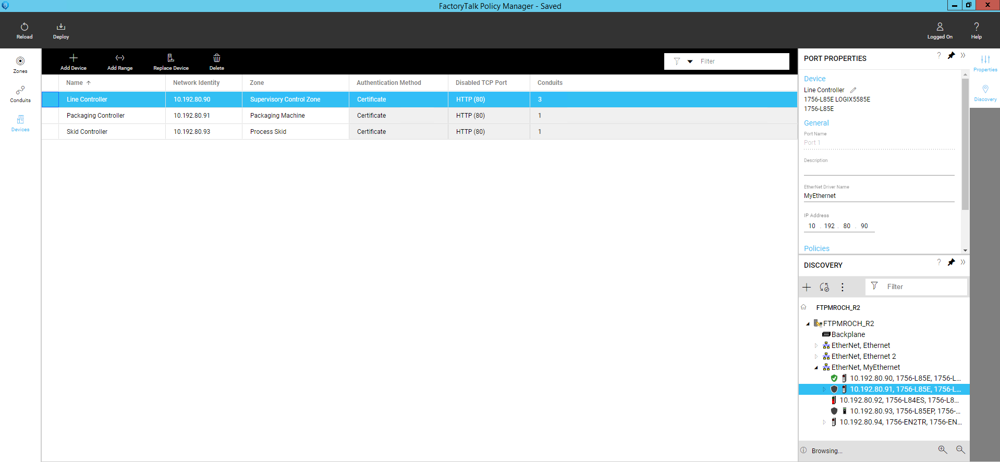 FactoryTalk Policy Manager - Saved
Reload
Deploy
Logged On
Help
Zones
Conduits
Devices
Add Device
Add Range
Replace Device
Delete
Filter
Name
Network Identity
Zone
Authentication Method
Disabled TCP Port
Conduits
Line Controller 10.192.80.90 Supervisory Control Zone Certificate HTTP (80) 3
Packaging Controller 10.192.80.91 Packaging Machine Certificate HTTP (80) 1
Skid Controller 10.192.80.93 Process Skid Certificate HTTP (80) 1
PORT PROPERTIES
?
Device
Line Controller
1756-L85E LOGIX5585E
1756-L85E
General
Port Name
Port 1
Description
EtherNet Driver Name
MyEthernet
IP Address
10 . 192 . 80 . 90
Policies
Properties
Discovery
DISCOVERY
?
Filter
FTPMROCH_R2
FTPMROCH_R2
Backplane
EtherNet, Ethernet
EtherNet, Ethernet 2
EtherNet, MyEthernet
10.192.80.90, 1756-L85E, 1756-L...
10.192.80.91, 1756-L85E, 1756-L...
10.192.80.92, 1756-L84ES, 1756-L8...
10.192.80.93, 1756-L85EP, 1756-...
10.192.80.94, 1756-EN2TR, 1756-EN...
Browsing...